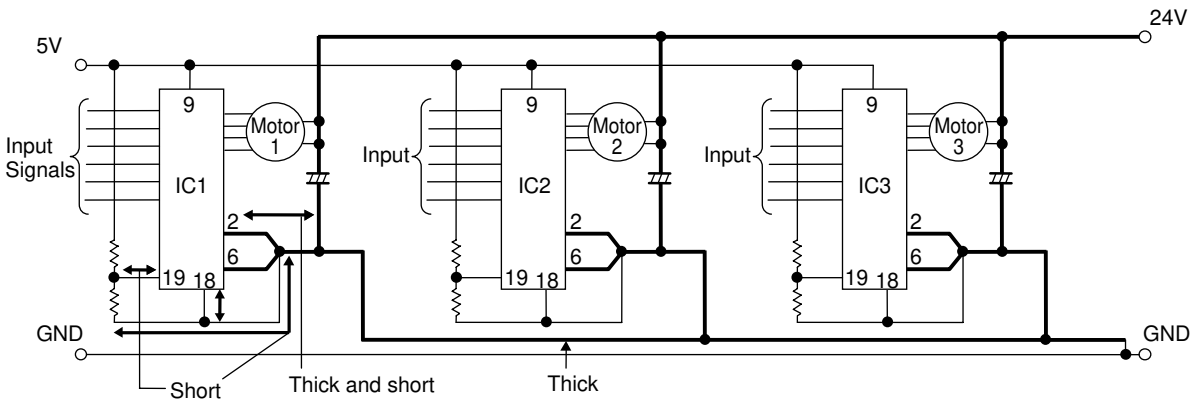 24V
5V
9
9
9
Motor
1
Motor
2
Motor
3
Input
Signals
Input
Input
IC1
IC2
IC3
2
2
2
6
6
6
19 18
19 18
19 18
GND
GND
Short
Thick and short
Thick